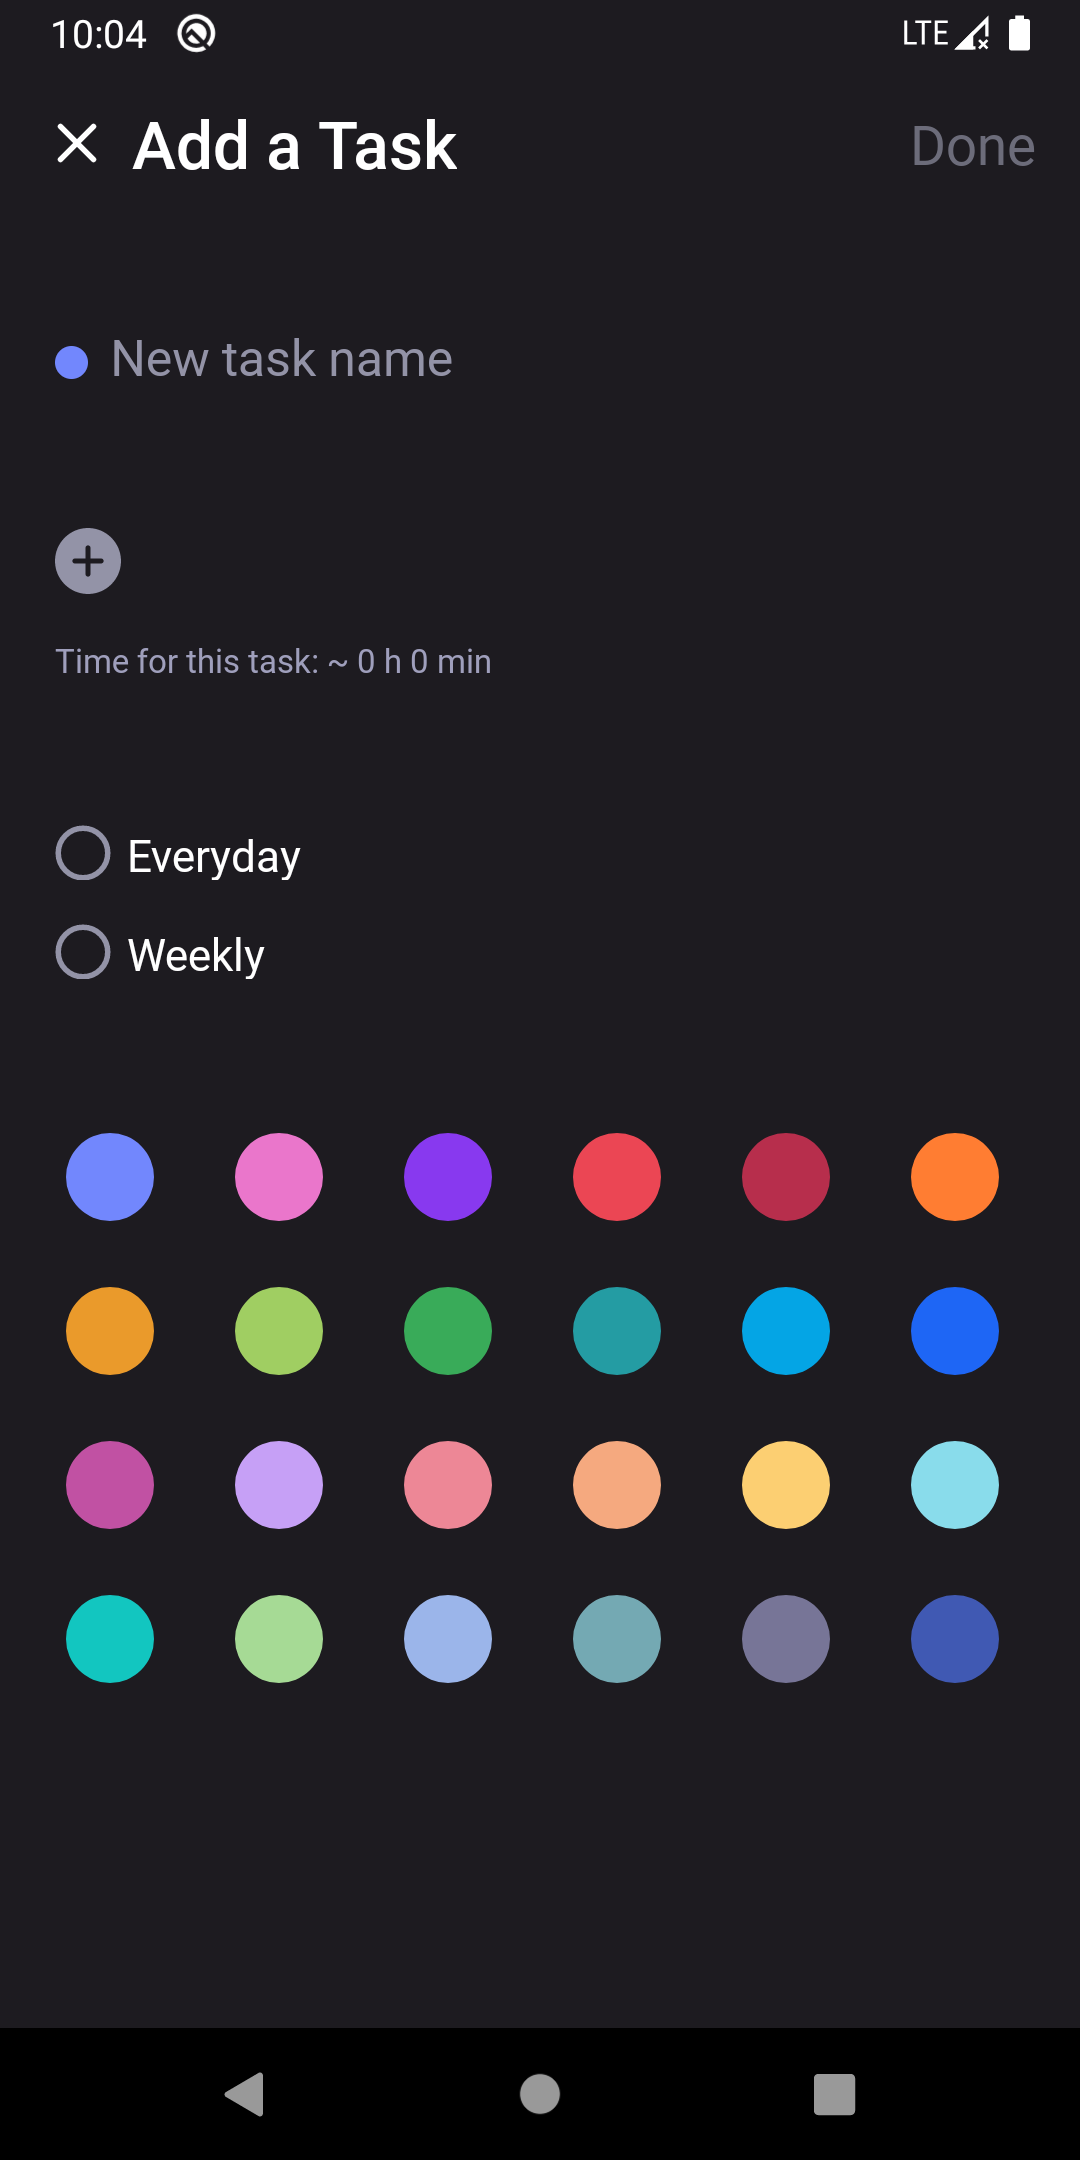 10:04 LTE
Add a Task Done
New task name
Time for this task: ~ 0 h 0 min
Everyday
Weekly